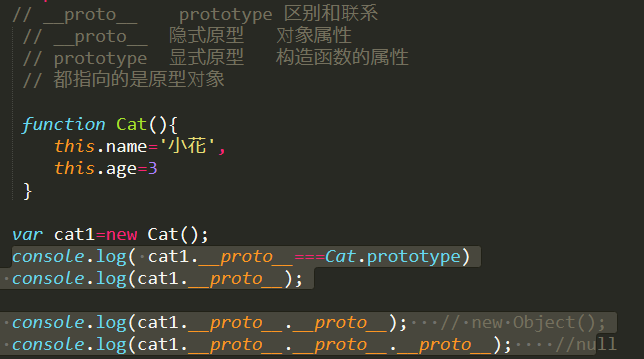 // __proto__ prototype 区别和联系
// __proto__ 隐式原型 对象属性
// prototype 显式原型 构造函数的属性
// 都指向的是原型对象
function Cat(){
this.name='小花',
this.age=3
}
var cat1=new Cat();
console.log( cat1.__proto__===Cat.prototype)
console.log(cat1.__proto__);
console.log(cat1.__proto__.__proto__); // new Object();
console.log(cat1.__proto__.__proto__.__proto__); //null